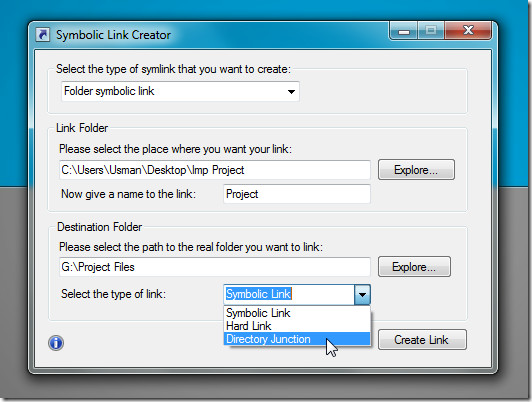 Symbolic Link Creator
Select the type of symlink that you want to create:
Folder symbolic link
Link Folder
Please select the place where you want your link:
C:\Users\Usman\Desktop\Imp Project
Explore...
Now give a name to the link:
Project
Destination Folder
Please select the path to the real folder you want to link:
G:\Project Files
Explore...
Select the type of link:
Symbolic Link
Symbolic Link
Hard Link
Directory Junction
Create Link